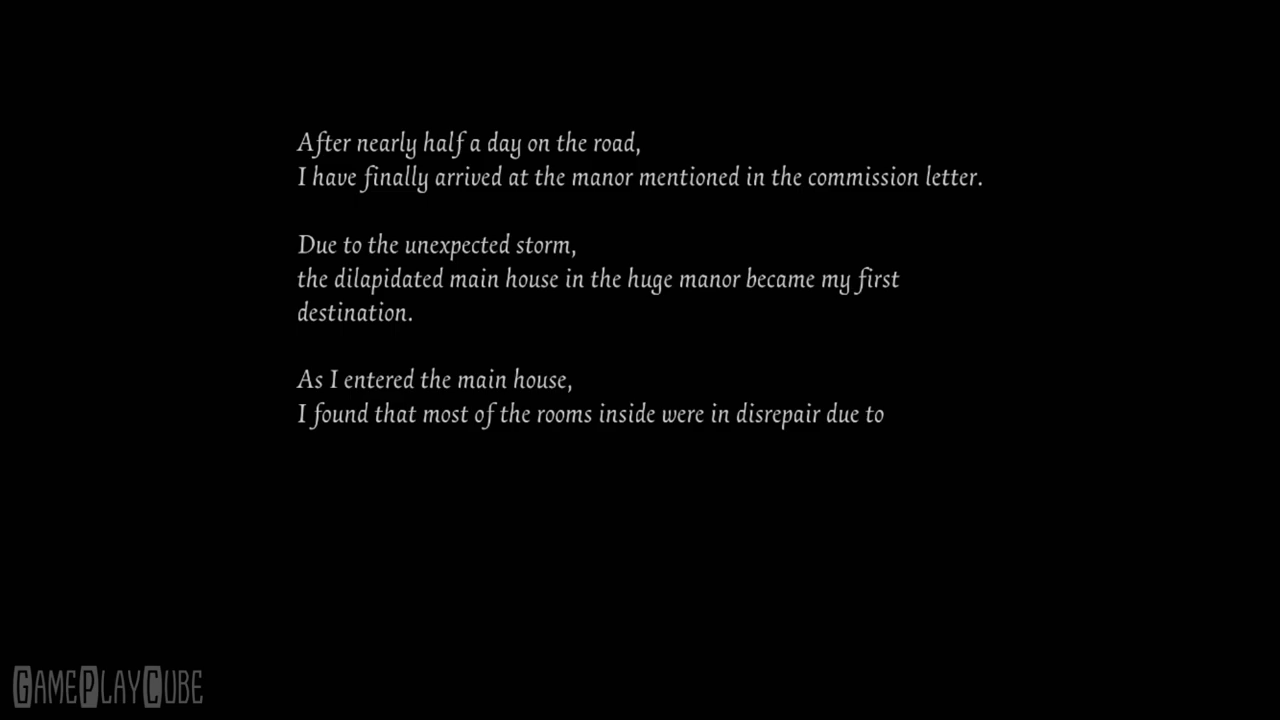 After nearly half a day on the road,
I have finally arrived at the manor mentioned in the commission letter.
Due to the unexpected storm,
the dilapidated main house in the huge manor became my first
destination.
As I entered the main house,
I found that most of the rooms inside were in disrepair due to
GAMEPLAYCUBE